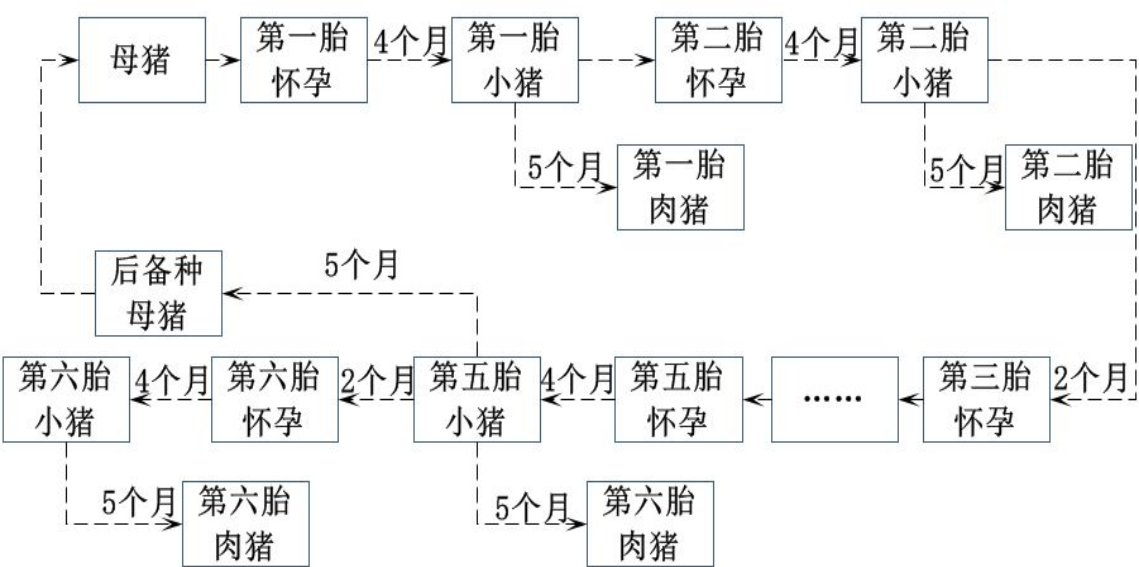 母猪
第一胎
怀孕
4个月
第一胎
小猪
第二胎
怀孕
4个月
第二胎
小猪
5个月
第一胎
肉猪
5个月
第二胎
肉猪
后备种
母猪
5个月
第六胎
小猪
4个月
第六胎
怀孕
2个月
第五胎
小猪
4个月
第五胎
怀孕
……
第三胎
怀孕
2个月
5个月
第六胎
肉猪
5个月
第六胎
肉猪